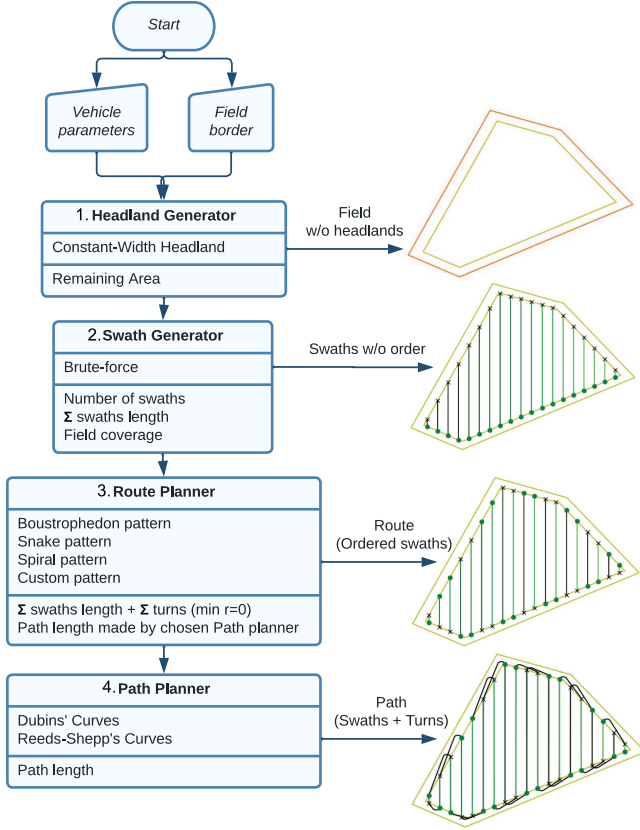 Start
Vehicle
parameters
Field
border
1. Headland Generator
Constant-Width Headland
Remaining Area
Field
w/o headlands
2. Swath Generator
Brute-force
Number of swaths
Σ swaths length
Field coverage
Swaths w/o order
3. Route Planner
Boustrophedon pattern
Snake pattern
Spiral pattern
Custom pattern
Σ swaths length + Σ turns (min r=0)
Path length made by chosen Path planner
Route
(Ordered swaths)
4. Path Planner
Dubins' Curves
Reeds-Shepp's Curves
Path length
Path
(Swaths + Turns)